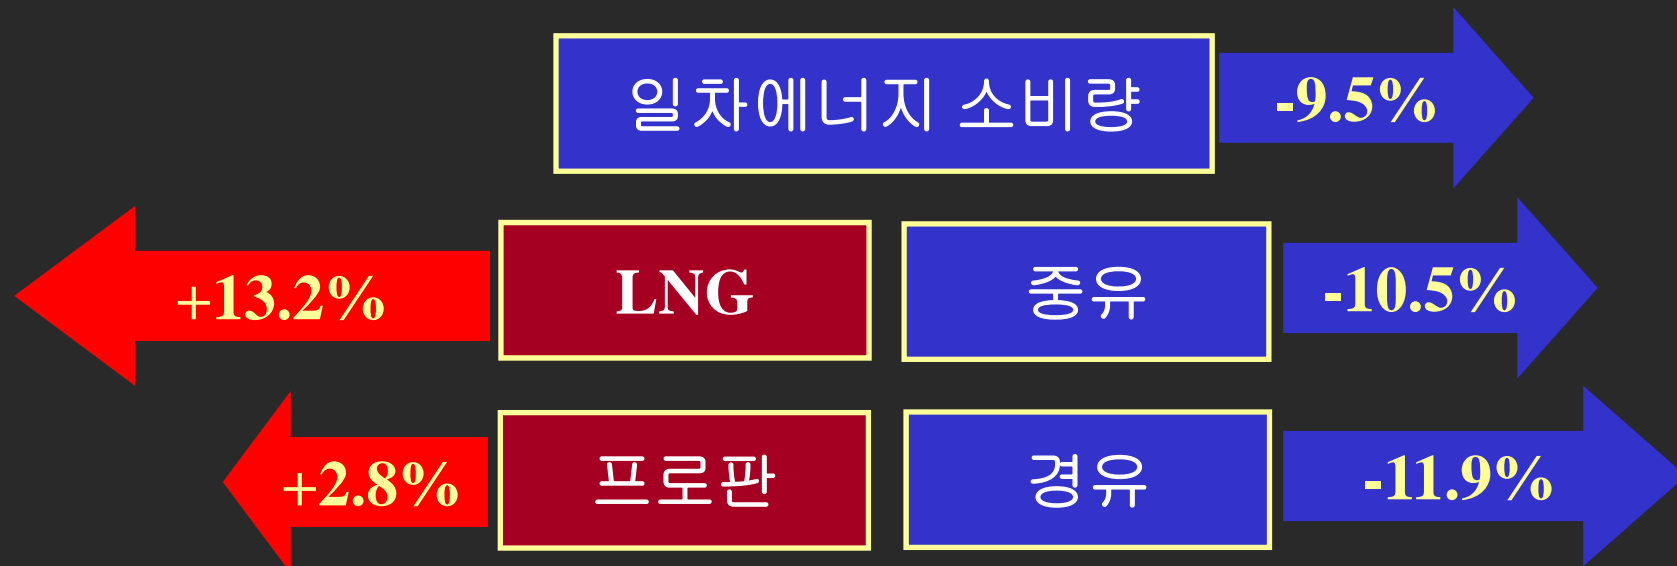 일차에너지 소비량 -9.5%
+13.2% LNG 중유 -10.5%
+2.8% 프로판 경유 -11.9%